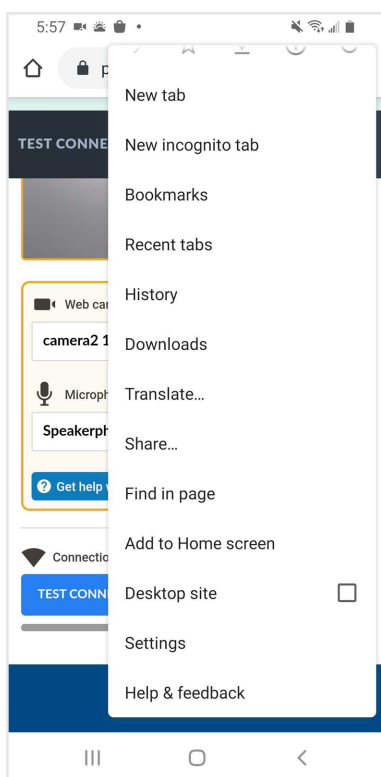 5:57
p
New tab
TEST CONNE
New incognito tab
Bookmarks
Recent tabs
History
Web car
camera2 1
Downloads
Translate...
Microph
Speakerph
Share...
Get help
Find in page
Add to Home screen
Connectio
TEST CONN
Desktop site
Settings
Help & feedback